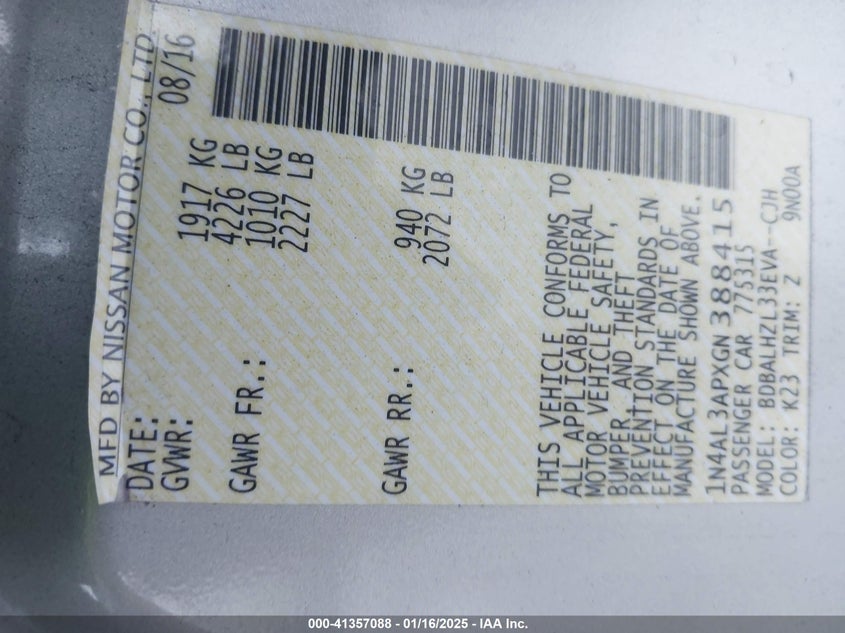 MFD BY NISSAN MOTOR CO., LTD.
DATE: 08/16
GVWR: 1917 KG
4226 LB
GAWR FR.: 1010 KG
2227 LB
GAWR RR.: 940 KG
2072 LB
THIS VEHICLE CONFORMS TO
ALL APPLICABLE FEDERAL
MOTOR VEHICLE SAFETY,
BUMPER, AND THEFT
PREVENTION STANDARDS IN
EFFECT ON THE DATE OF
MANUFACTURE SHOWN ABOVE.
1N4AL3APXGN388415
PASSENGER CAR 775315
MODEL: BDBALHZL33EVA--CJH
COLOR: K23 TRIM: Z 9N00A
000-41357088 - 01/16/2025 - IAA Inc.